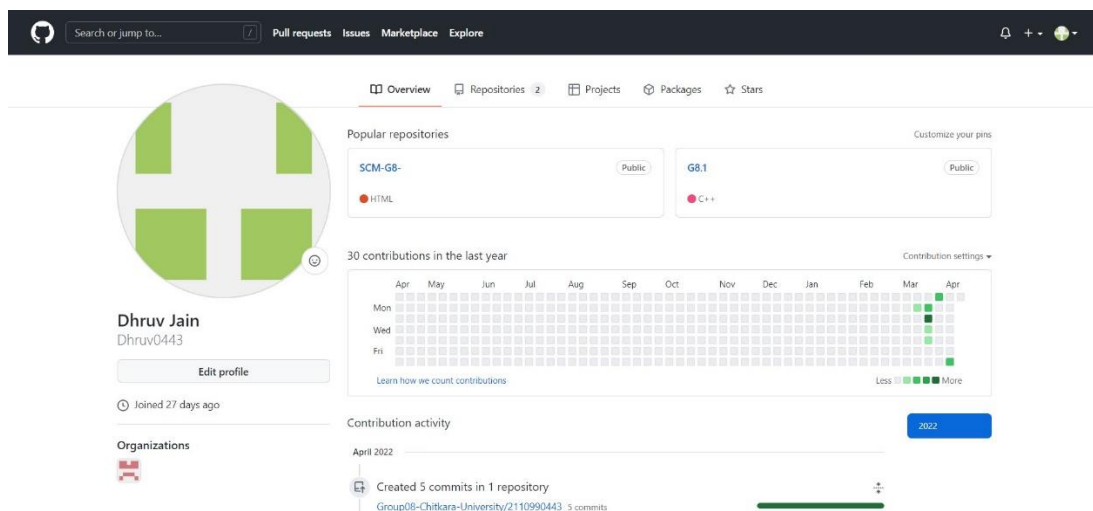 Search or jump to... /
Pull requests Issues Marketplace Explore
Overview Repositories 2 Projects Packages Stars
Popular repositories Customize your pins
SCM-G8- Public
HTML
G8.1 Public
C++
30 contributions in the last year Contribution settings
Apr May Jun Jul Aug Sep Oct Nov Dec Jan Feb Mar Apr
Mon
Wed
Fri
Learn how we count contributions Less More
Dhruv Jain
Dhruv0443
Edit profile
Joined 27 days ago
Organizations
Contribution activity
2022
April 2022
Created 5 commits in 1 repository
Group08-Chitkara-University/2110990443 5 commits